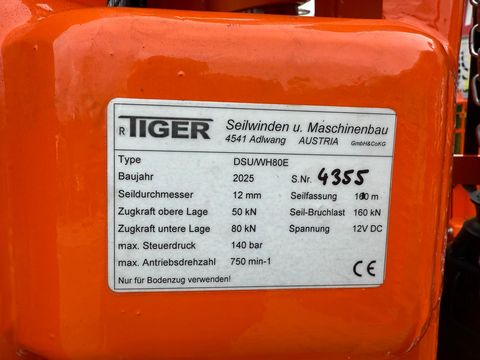 R TIGER Seilwinden u. Maschinenbau
4541 Adlwang AUSTRIA GmbH&CoKG
Type DSU/WH80E
Baujahr 2025 S.Nr. 4355
Seildurchmesser 12 mm Seilfassung m
Zugkraft obere Lage 50 kN Seil-Bruchlast 160 kN
Zugkraft untere Lage 80 kN Spannung 12V DC
max. Steuerdruck 140 bar
max. Antriebsdrehzahl 750 min-1
Nur für Bodenzug verwenden! CE